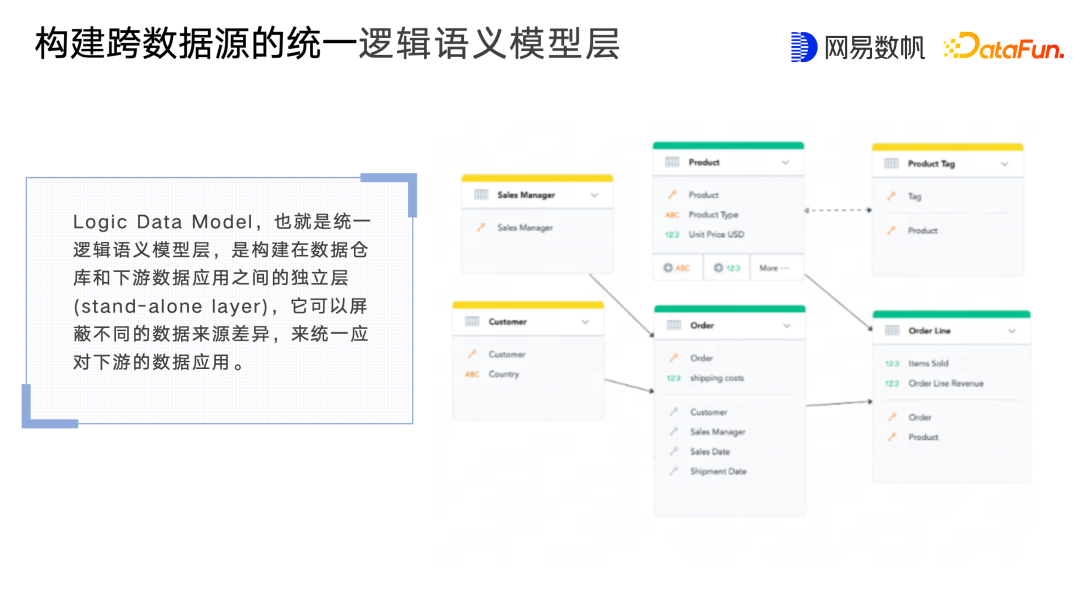 构建跨数据源的统一逻辑语义模型层
网易数帆
DataFun.
Logic Data Model，也就是统一
逻辑语义模型层，是构建在数据仓
库和下游数据应用之间的独立层
(stand-alone layer)，它可以屏
蔽不同的数据来源差异，来统一应
对下游的数据应用。
Sales Manager
Sales Manager
Customer
Customer
ABC Country
Product
Product
ABC Product Type
123 Unit Price USD
ABC
123
More ···
Order
Order
123 shipping costs
Customer
Sales Manager
Sales Date
Shipment Date
Product Tag
Tag
Product
Order Line
123 Items Sold
123 Order Line Revenue
Order
Product